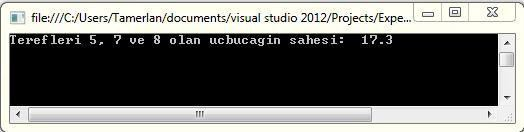 file:///C:/Users/Tamerlan/documents/visual studio 2012/Projects/Expe...
Terefleri 5, 7 ve 8 olan ucbucagin sahesi:  17.3